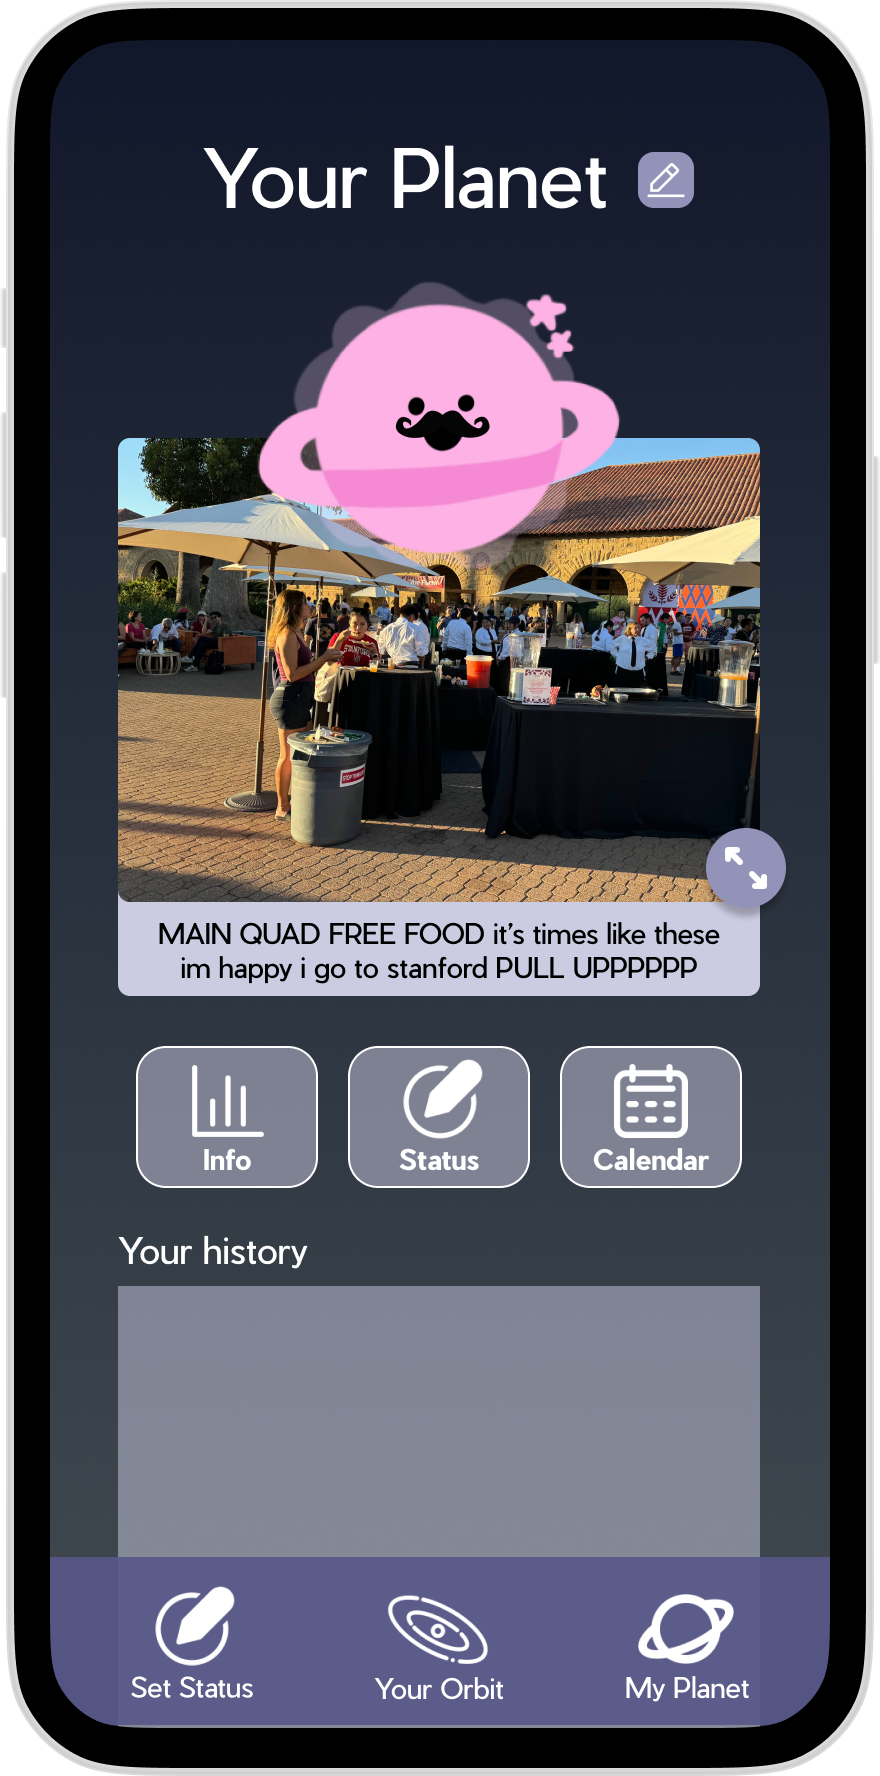 Your Planet
STANFORD
MAIN QUAD FREE FOOD it's times like these
im happy i go to stanford PULL UPPPPPP
Info
Status
Calendar
Your history
Set Status
Your Orbit
My Planet